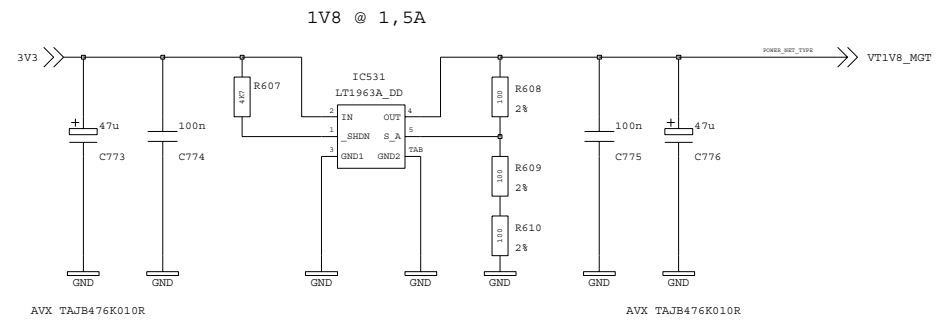 1V8 @ 1,5A
3V3
POWER_NET_TYPE
VT1V8_MGT
IC531
LT1963A_DD
R607
4K7
R608
100
2%
2 IN OUT 4
1 _SHDN S_A 5
3 GND1 GND2 TAB
+ 47u
C773
100n
C774
100n
C775
+ 47u
C776
R609
100
2%
R610
100
2%
GND
GND
GND
GND
GND
GND
GND
AVX TAJB476K010R
AVX TAJB476K010R